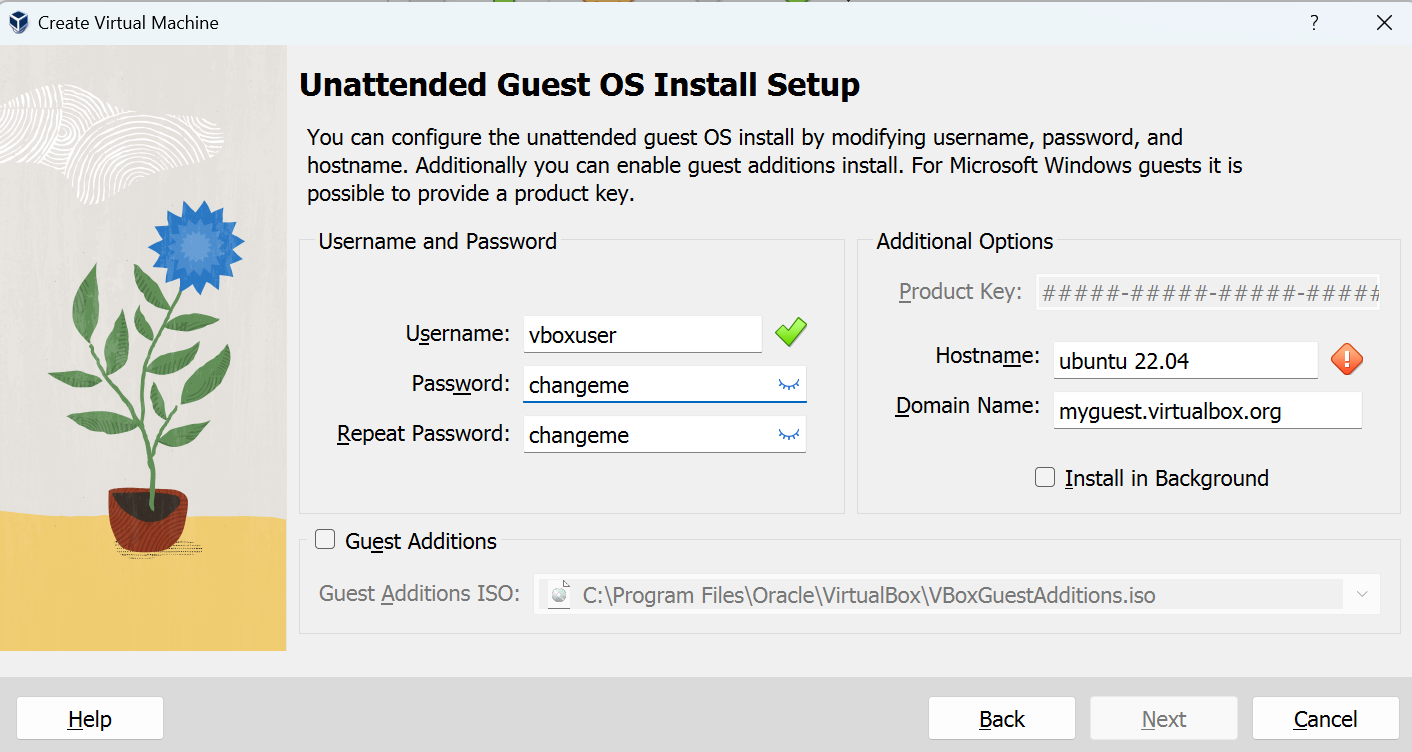 Create Virtual Machine
?
Unattended Guest OS Install Setup
You can configure the unattended guest OS install by modifying username, password, and
hostname. Additionally you can enable guest additions install. For Microsoft Windows guests it is
possible to provide a product key.
Username and Password
Username: vboxuser
Password: changeme
Repeat Password: changeme
Additional Options
Product Key: #####-#####-#####-#####
Hostname: ubuntu 22.04
Domain Name: myguest.virtualbox.org
Install in Background
Guest Additions
Guest Additions ISO: C:\Program Files\Oracle\VirtualBox\VBoxGuestAdditions.iso
Help
Back
Next
Cancel